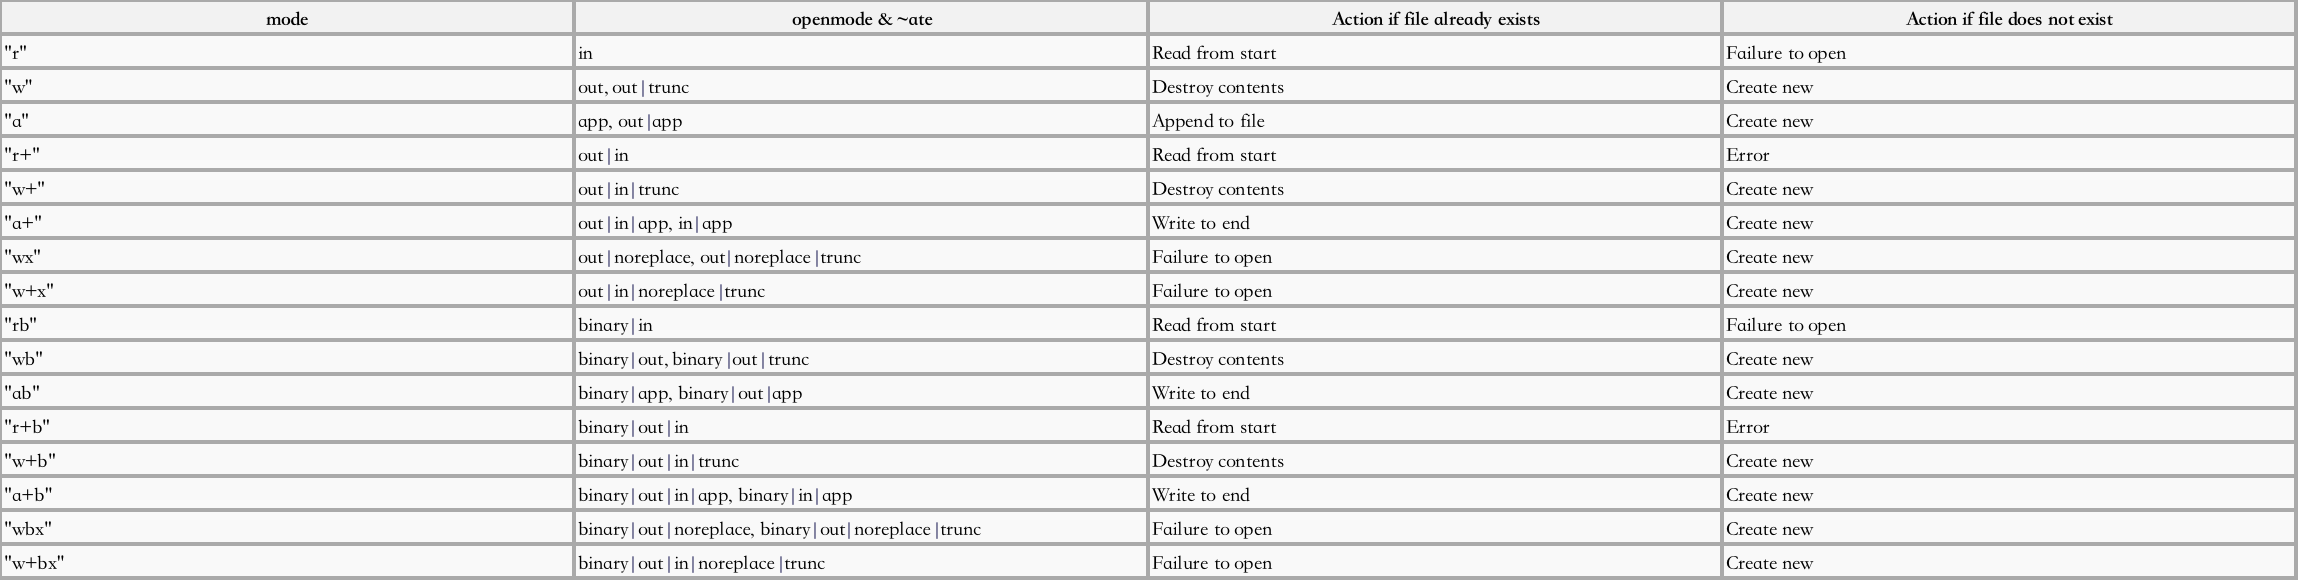 mode openmode & ~ate Action if file already exists Action if file does not exist
"r" in Read from start Failure to open
"w" out, out|trunc Destroy contents Create new
"a" app, out|app Append to file Create new
"r+" out|in Read from start Error
"w+" out|in|trunc Destroy contents Create new
"a+" out|in|app, in|app Write to end Create new
"wx" out|noreplace, out|noreplace|trunc Failure to open Create new
"w+x" out|in|noreplace|trunc Failure to open Create new
"rb" binary|in Read from start Failure to open
"wb" binary|out, binary|out|trunc Destroy contents Create new
"ab" binary|app, binary|out|app Write to end Create new
"r+b" binary|out|in Read from start Error
"w+b" binary|out|in|trunc Destroy contents Create new
"a+b" binary|out|in|app, binary|in|app Write to end Create new
"wbx" binary|out|noreplace, binary|out|noreplace|trunc Failure to open Create new
"w+bx" binary|out|in|noreplace|trunc Failure to open Create new